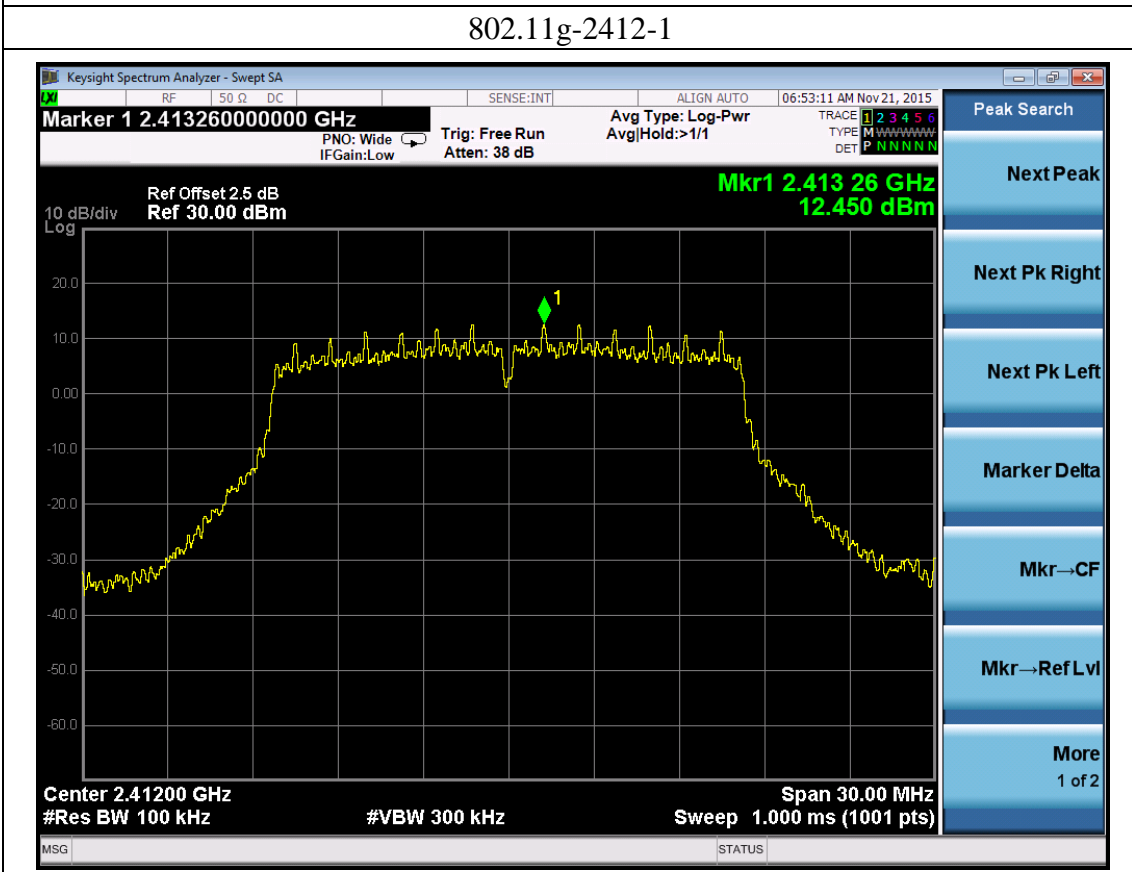 802.11g-2412-1
Keysight Spectrum Analyzer - Swept SA
LXI RF 50 Ω DC SENSE:INT ALIGN AUTO 06:53:11 AM Nov 21, 2015
Marker 1 2.413260000000 GHz
PNO: Wide
IFGain:Low
Trig: Free Run
Atten: 38 dB
Avg Type: Log-Pwr
Avg|Hold:>1/1
TRACE 1 2 3 4 5 6
TYPE M WWWWW
DET P N N N N N
Peak Search
Next Peak
Next Pk Right
Next Pk Left
Marker Delta
Mkr→CF
Mkr→Ref Lvl
More
1 of 2
Ref Offset 2.5 dB
10 dB/div Ref 30.00 dBm
Log
Mkr1 2.413 26 GHz
12.450 dBm
1
20.0
10.0
0.00
-10.0
-20.0
-30.0
-40.0
-50.0
-60.0
Center 2.41200 GHz Span 30.00 MHz
#Res BW 100 kHz #VBW 300 kHz Sweep 1.000 ms (1001 pts)
MSG STATUS